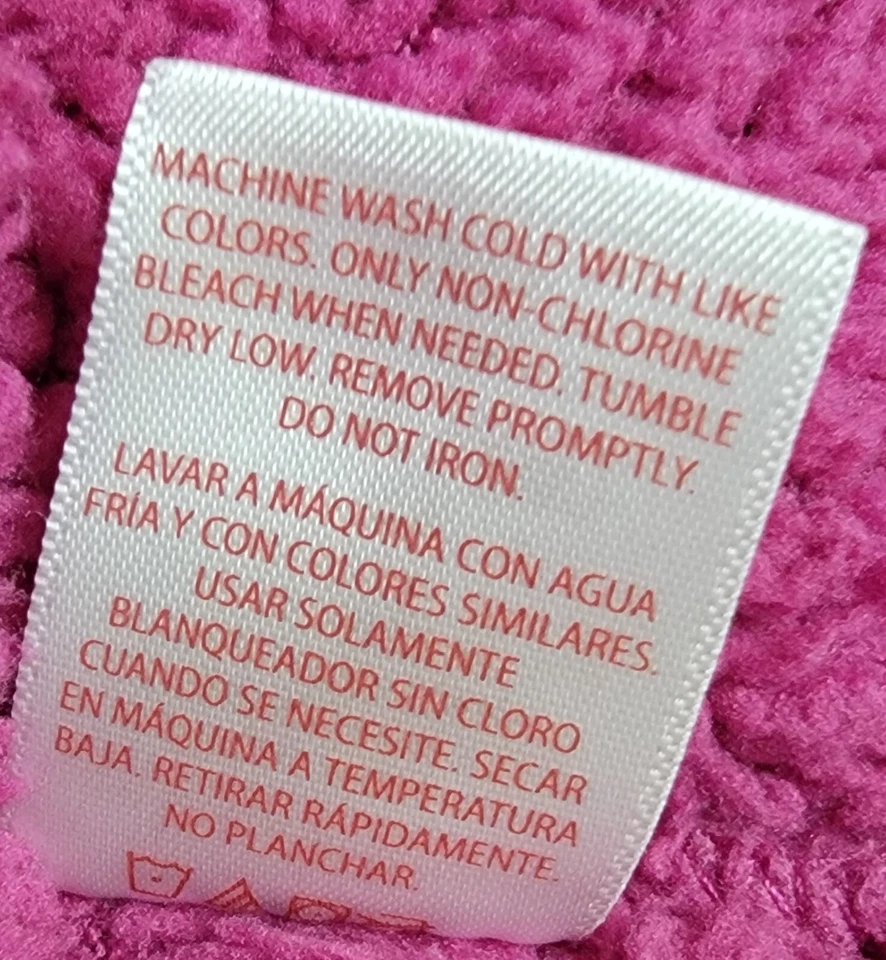 MACHINE WASH COLD WITH LIKE
COLORS. ONLY NON-CHLORINE
BLEACH WHEN NEEDED. TUMBLE
DRY LOW. REMOVE PROMPTLY.
DO NOT IRON.
LAVAR A MÁQUINA CON AGUA
FRÍA Y CON COLORES SIMILARES.
USAR SOLAMENTE
BLANQUEADOR SIN CLORO
CUANDO SE NECESITE. SECAR
EN MÁQUINA A TEMPERATURA
BAJA. RETIRAR RÁPIDAMENTE.
NO PLANCHAR.